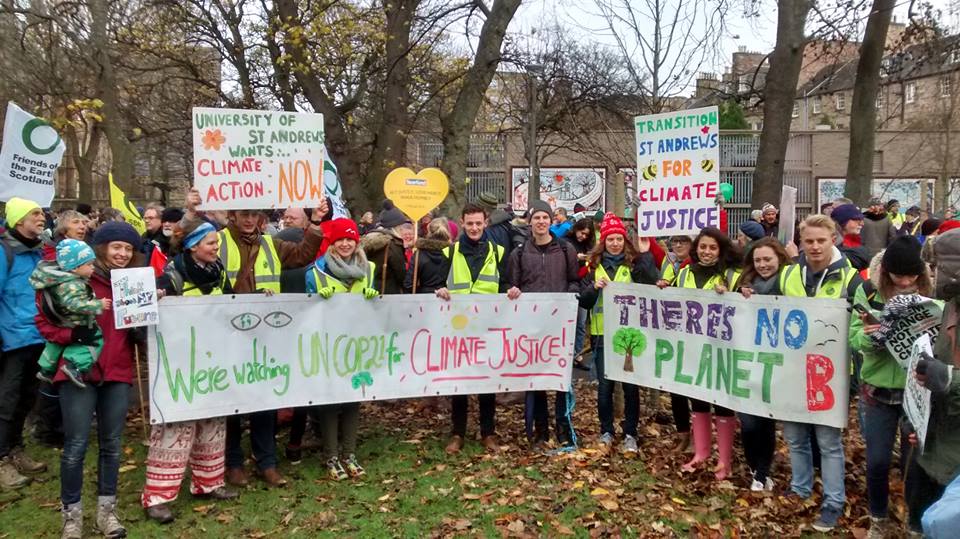 Friends of
the Earth
Scotland
UNIVERSITY OF
ST ANDREWS
WANTS...
CLIMATE
ACTION: NOW
TRANSITION
ST ANDREWS
FOR
CLIMATE
JUSTICE
We're watching UN COP21 for CLIMATE JUSTICE!
THERES NO
PLANET B
CHANGE